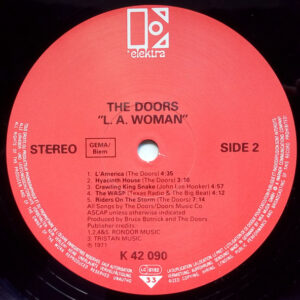 elektra
THE DOORS
"L. A. WOMAN"
STEREO
GEMA/
Biem
SIDE 2
1. L'America (The Doors) 4:35
2. Hyacinth House (The Doors) 3:10
3. Crawling King Snake (John Lee Hooker) 4:57
4. The WASP (Texas Radio & The Big Beat) 4:12
5. Riders On The Storm (The Doors) 7:14
All Songs by The Doors/Doors Music Co
ASCAP unless otherwise indicated
Produced by Bruce Botnick and The Doors
Publisher credits:
1,2,4&5. RONDOR MUSIC
3: TRISTAN MUSIC
℗ 1971
K 42 090
LC 0192
33